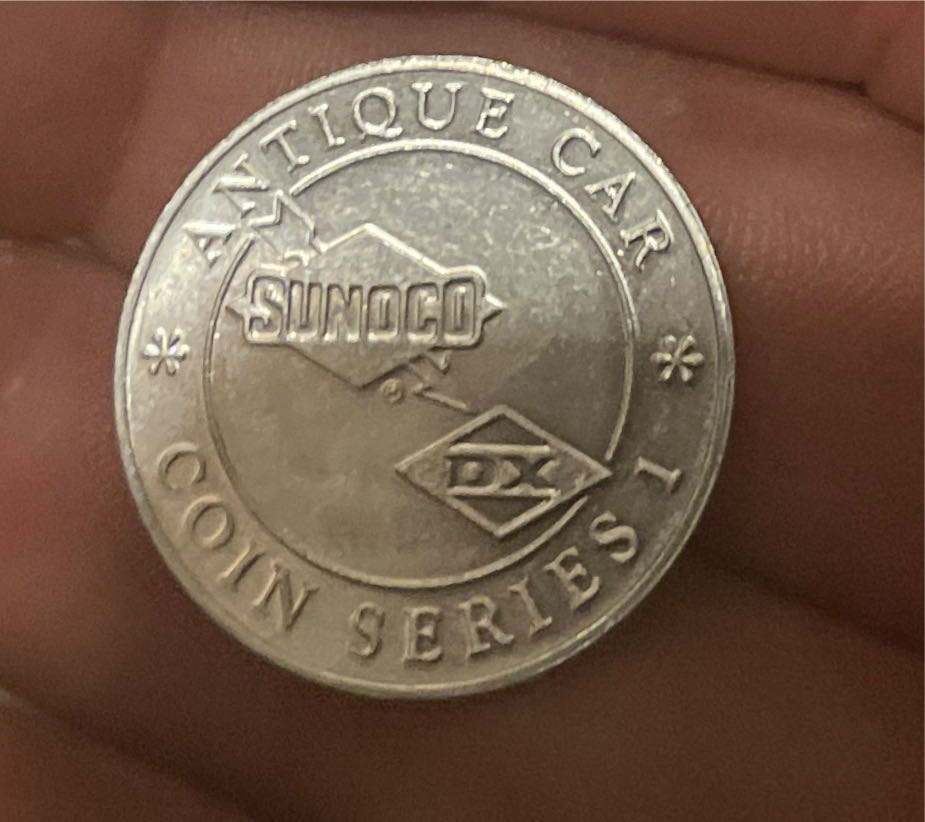 ANTIQUE CAR
SUNOCO
DX
COIN SERIES 1